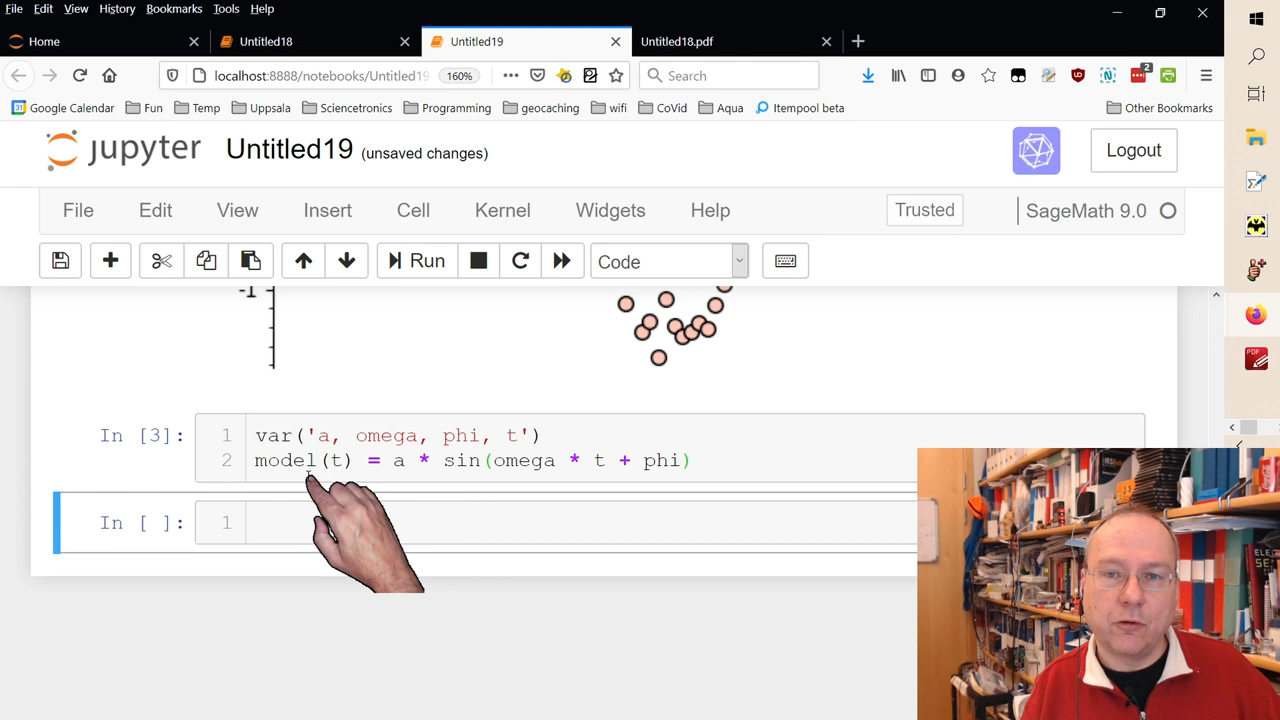 File Edit View History Bookmarks Tools Help
Home Untitled18 Untitled19 Untitled18.pdf
localhost:8888/notebooks/Untitled19 160% Search 2
31 Google Calendar Fun Temp Uppsala Sciencetronics Programming geocaching wifi CoVid Aqua Itempool beta Other Bookmarks
jupyter Untitled19 (unsaved changes) Logout
File Edit View Insert Cell Kernel Widgets Help Trusted SageMath 9.0
Run Code
-1
In [3]: 1 var('a, omega, phi, t')
2 model(t) = a * sin(omega * t + phi)
In [ ]: 1
PDF